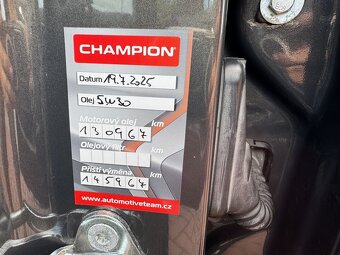 CHAMPION
Datum 19.7.2025
Olej 5W30
Motorový olej
130967 km
Olejový filtr
km
Příští výměna
145967 km
www.automotiveteam.cz